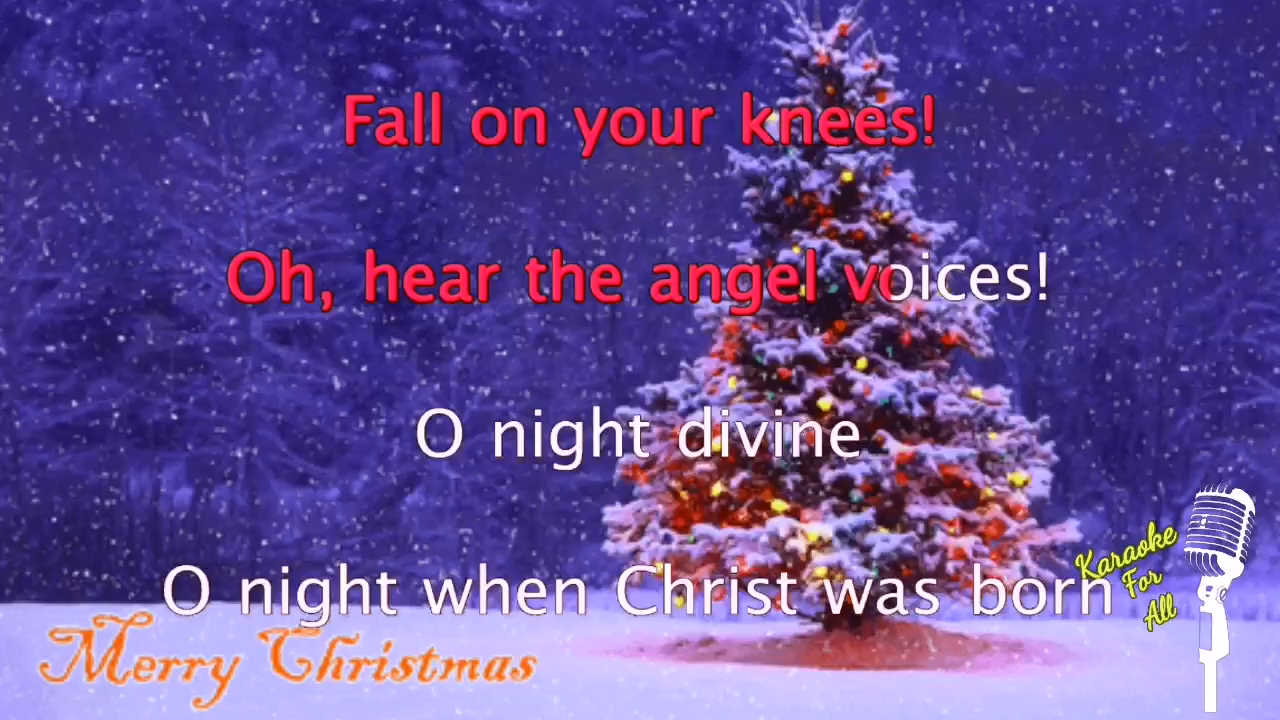 Fall on your knees!
Oh, hear the angel voices!
O night divine
O night when Christ was born
Karaoke
For
All
Merry Christmas